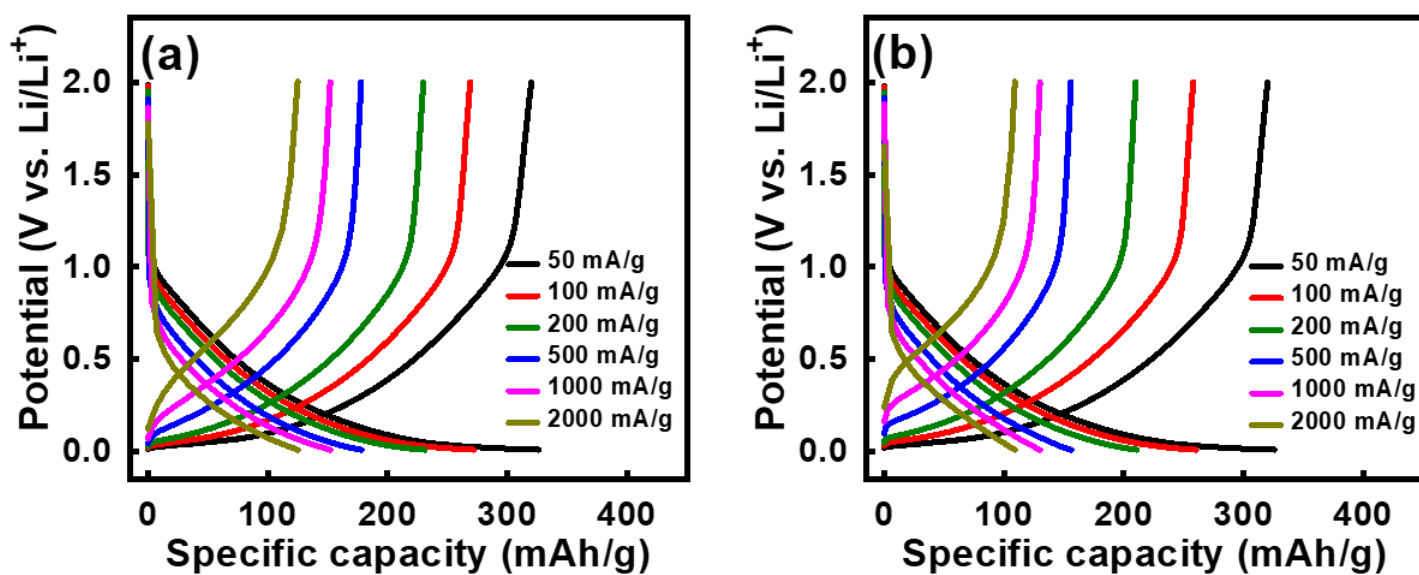 (a)
Potential (V vs. Li/Li⁺)
2.0
1.5
1.0
0.5
0.0
50 mA/g
100 mA/g
200 mA/g
500 mA/g
1000 mA/g
2000 mA/g
0 100 200 300 400
Specific capacity (mAh/g)
(b)
Potential (V vs. Li/Li⁺)
2.0
1.5
1.0
0.5
0.0
50 mA/g
100 mA/g
200 mA/g
500 mA/g
1000 mA/g
2000 mA/g
0 100 200 300 400
Specific capacity (mAh/g)